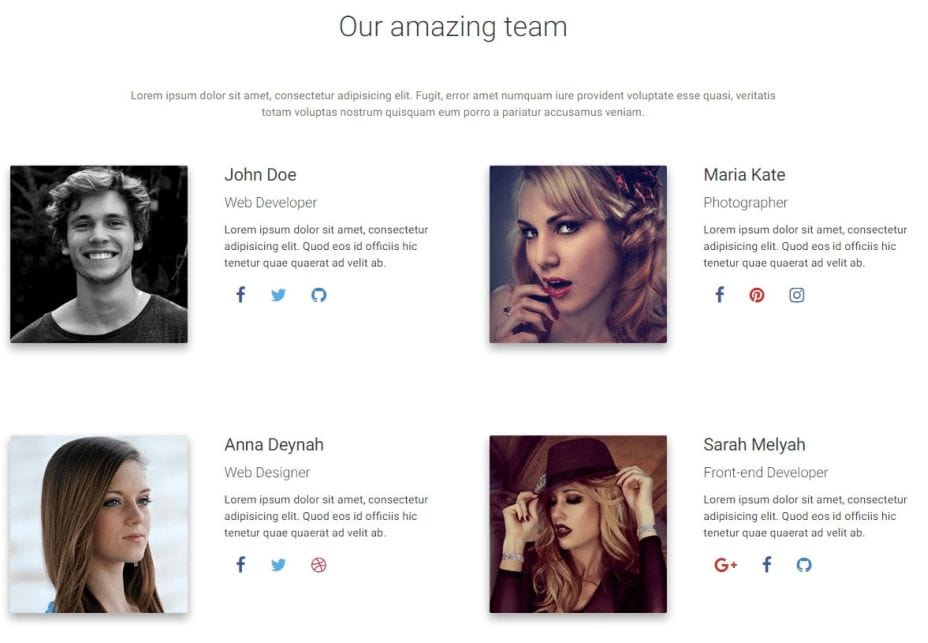 Our amazing team
Lorem ipsum dolor sit amet, consectetur adipisicing elit. Fugit, error amet numquam iure provident voluptate esse quasi, veritatis
totam voluptas nostrum quisquam eum porro a pariatur accusamus veniam.
John Doe
Web Developer
Lorem ipsum dolor sit amet, consectetur
adipisicing elit. Quod eos id officiis hic
tenetur quae quaerat ad velit ab.
Maria Kate
Photographer
Lorem ipsum dolor sit amet, consectetur
adipisicing elit. Quod eos id officiis hic
tenetur quae quaerat ad velit ab.
Anna Deynah
Web Designer
Lorem ipsum dolor sit amet, consectetur
adipisicing elit. Quod eos id officiis hic
tenetur quae quaerat ad velit ab.
Sarah Melyah
Front-end Developer
Lorem ipsum dolor sit amet, consectetur
adipisicing elit. Quod eos id officiis hic
tenetur quae quaerat ad velit ab.